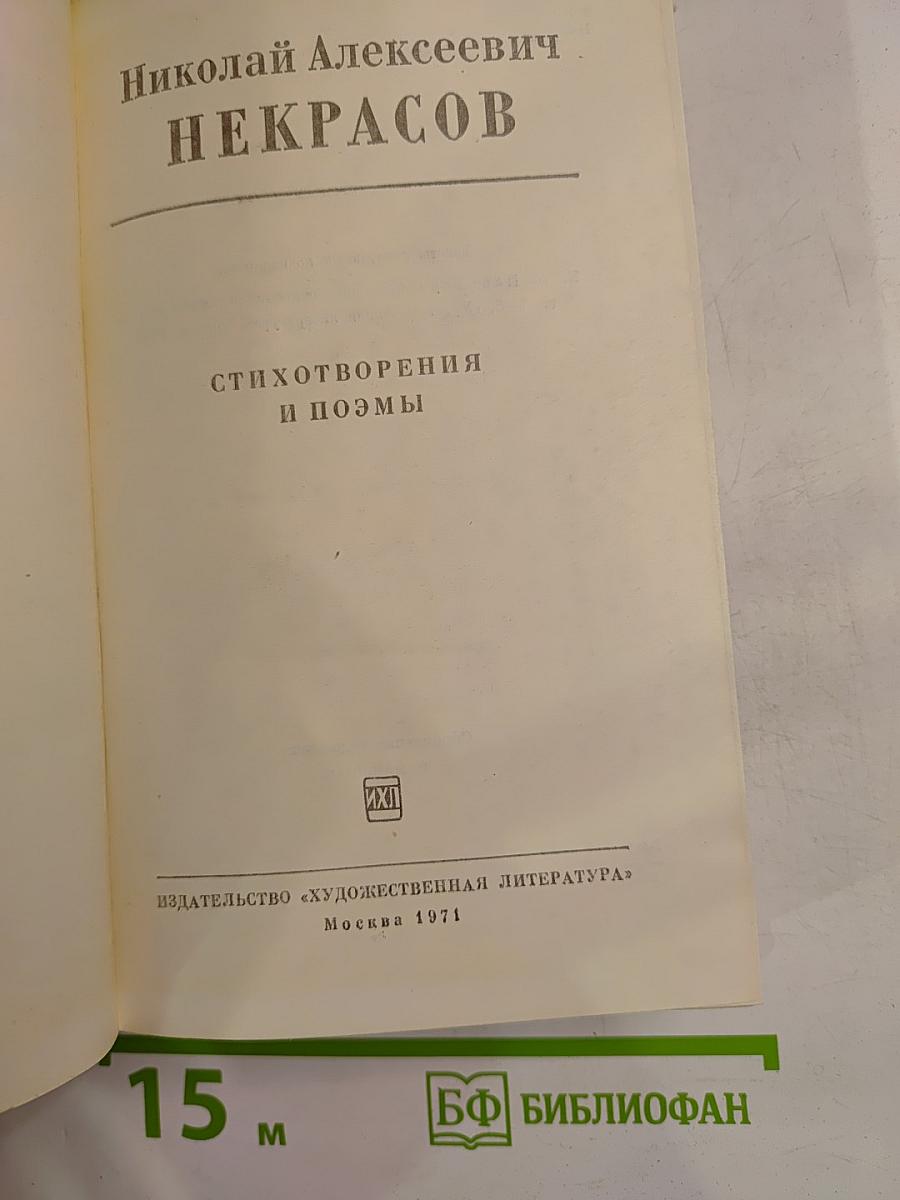 Николай Алексеевич
НЕКРАСОВ
СТИХОТВОРЕНИЯ
И ПОЭМЫ
ИХЛ
ИЗДАТЕЛЬСТВО «ХУДОЖЕСТВЕННАЯ ЛИТЕРАТУРА»
Москва 1971
15 м
БФ БИБЛИОФАН